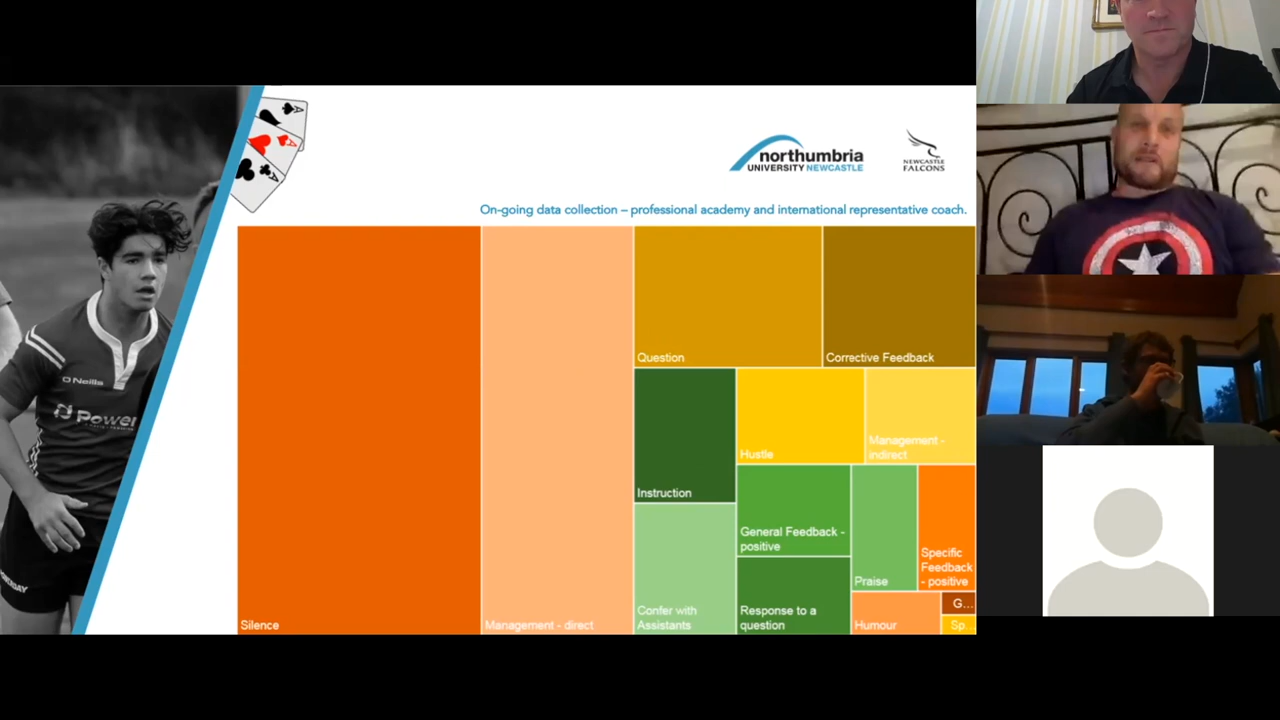 northumbria
UNIVERSITY NEWCASTLE
NEWCASTLE
FALCONS
On-going data collection – professional academy and international representative coach.
Silence
Management - direct
Question
Corrective Feedback
Instruction
Hustle
Management -
indirect
General Feedback -
positive
Praise
Specific
Feedback
- positive
Confer with
Assistants
Response to a
question
Humour
G...
Sp...
O'Neills
Power
A
A
A